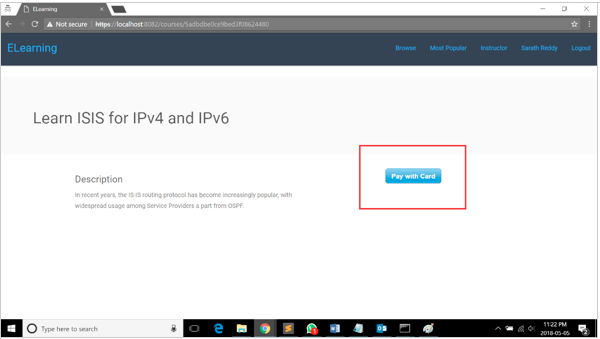 ELearning
Not secure | https://localhost:8082/courses/5adbdbe0ce9bed3f08624480
ELearning
Browse
Most Popular
Instructor
Sarath Reddy
Logout
Learn ISIS for IPv4 and IPv6
Description
Pay with Card
In recent years, the IS-IS routing protocol has become increasingly popular, with
widespread usage among Service Providers a part from OSPF.
Type here to search
11:22 PM
2018-05-05